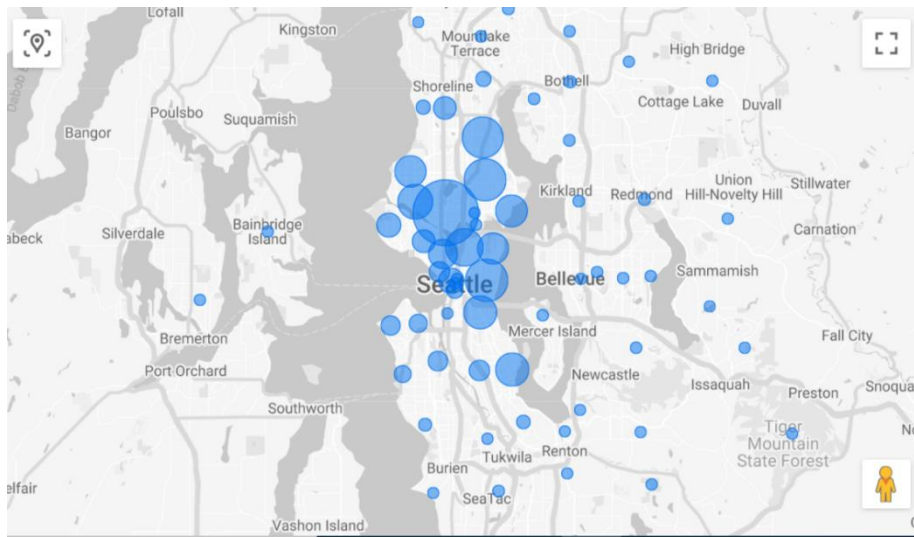 Lofall
Kingston
Mountlake
Terrace
High Bridge
Shoreline
Bothell
Cottage Lake
Duvall
Poulsbo
Suquamish
Bangor
Kirkland
Redmond
Union
Hill-Novelty Hill
Stillwater
Carnation
Silverdale
Bainbridge
Island
Sammamish
Seattle
Bellevue
Mercer Island
Fall City
Bremerton
Port Orchard
Newcastle
Issaquah
Preston
Southworth
Tiger
Mountain
State Forest
Renton
Tukwila
Burien
SeaTac
Vashon Island